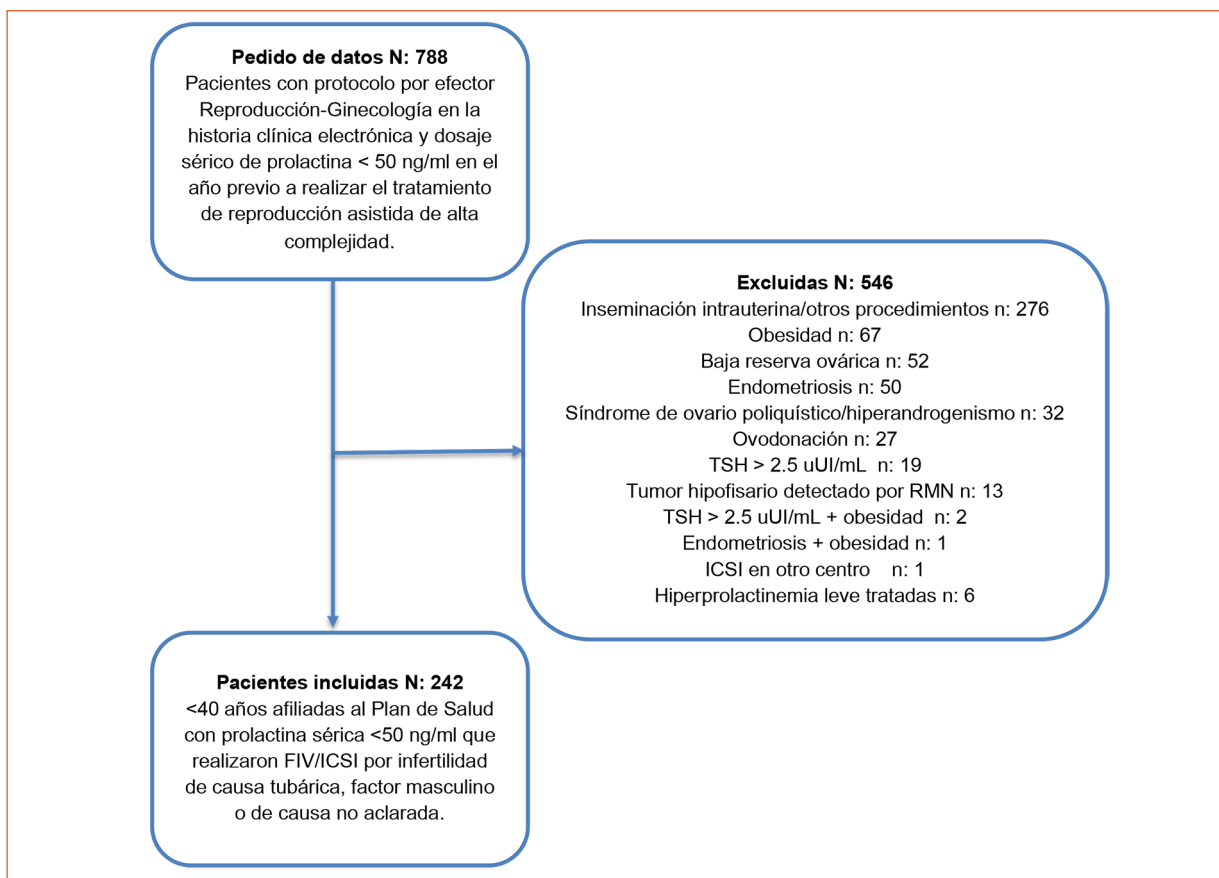 Pedido de datos N: 788
Pacientes con protocolo por efector
Reproducción-Ginecología en la
historia clínica electrónica y dosaje
sérico de prolactina < 50 ng/ml en el
año previo a realizar el tratamiento
de reproducción asistida de alta
complejidad.
Excluidas N: 546
Inseminación intrauterina/otros procedimientos n: 276
Obesidad n: 67
Baja reserva ovárica n: 52
Endometriosis n: 50
Síndrome de ovario poliquístico/hiperandrogenismo n: 32
Ovodonación n: 27
TSH > 2.5 uUI/mL n: 19
Tumor hipofisario detectado por RMN n: 13
TSH > 2.5 uUI/mL + obesidad n: 2
Endometriosis + obesidad n: 1
ICSI en otro centro n: 1
Hiperprolactinemia leve tratadas n: 6
Pacientes incluidas N: 242
<40 años afiliadas al Plan de Salud
con prolactina sérica <50 ng/ml que
realizaron FIV/ICSI por infertilidad
de causa tubárica, factor masculino
o de causa no aclarada.